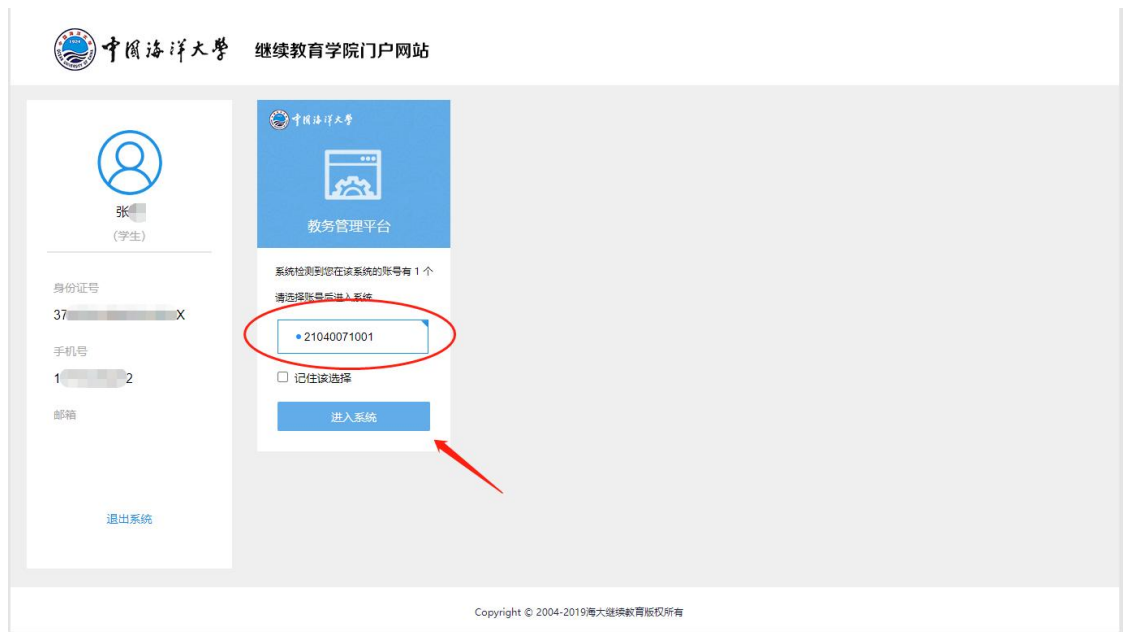 中国海洋大学 继续教育学院门户网站
张
(学生)
身份证号
37 X
手机号
1 2
邮箱
退出系统
中国海洋大学
教务管理平台
系统检测到您在该系统的账号有 1 个
请选择账号后进入系统
21040071001
记住该选择
进入系统
Copyright © 2004-2019海大继续教育版权所有